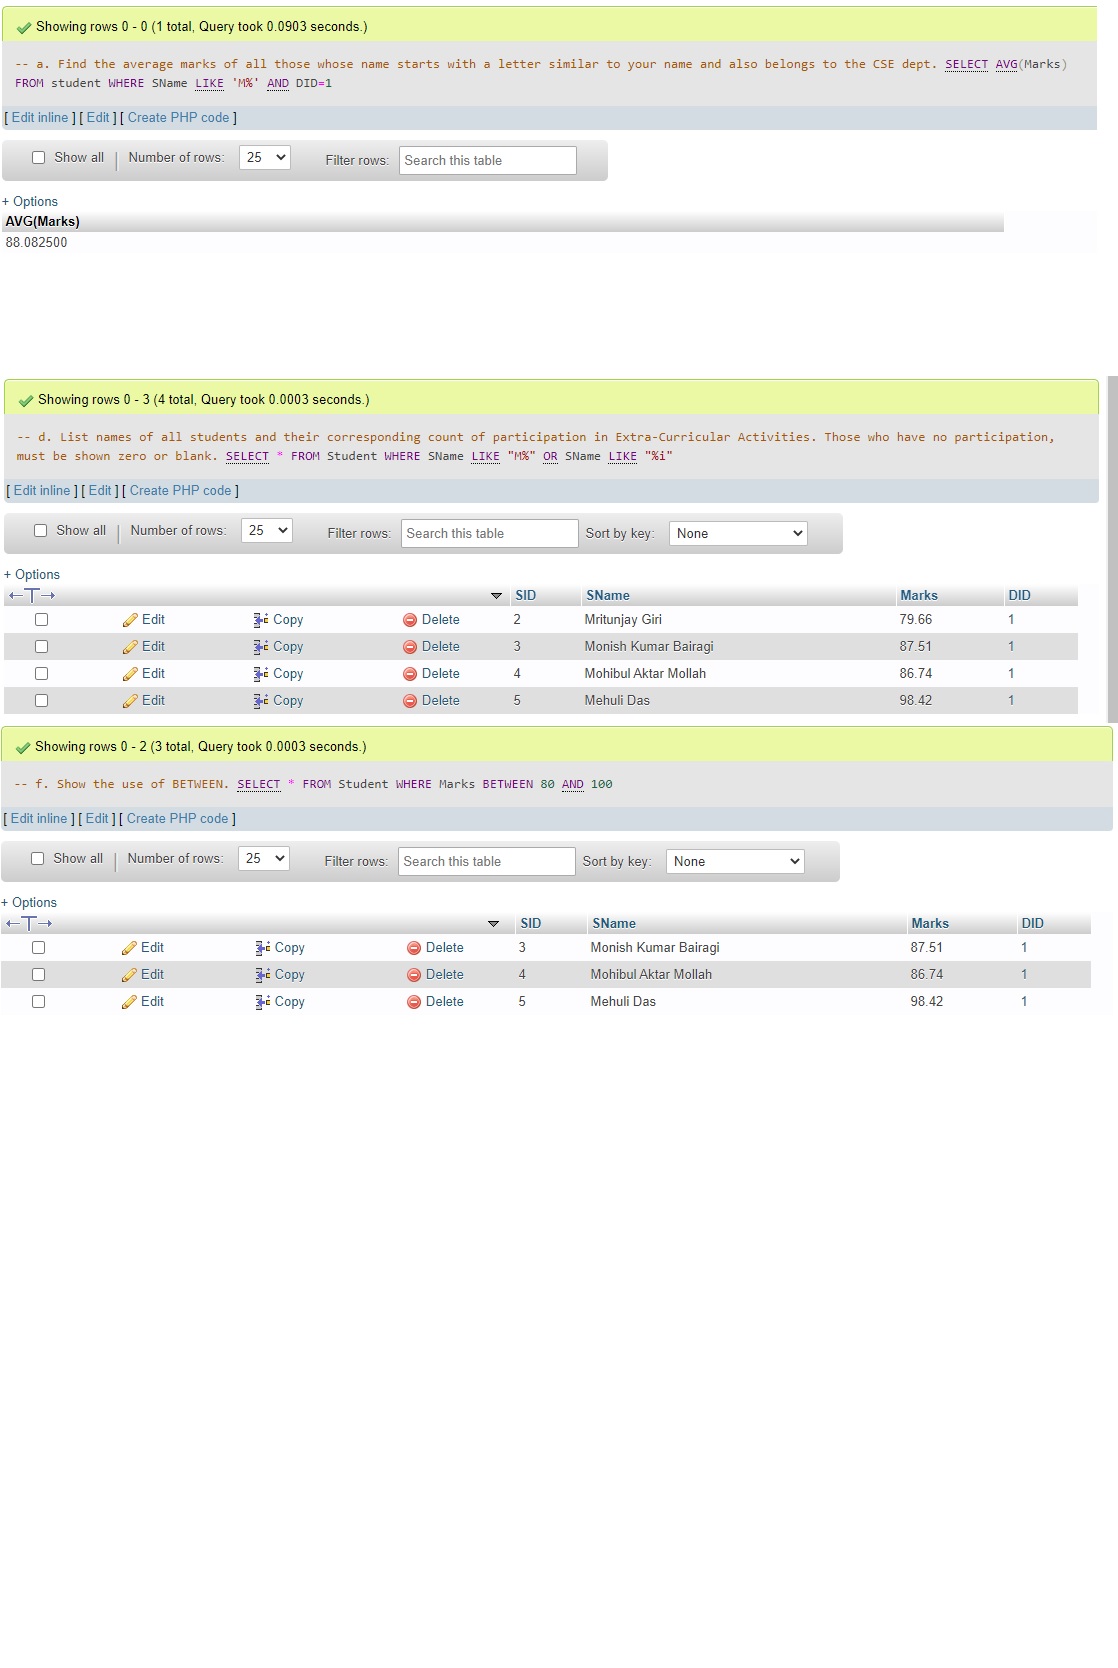 Showing rows 0 - 0 (1 total, Query took 0.0903 seconds.)
-- a. Find the average marks of all those whose name starts with a letter similar to your name and also belongs to the CSE dept. SELECT AVG(Marks)
FROM student WHERE SName LIKE 'M%' AND DID=1
[ Edit inline ] [ Edit ] [ Create PHP code ]
Show all | Number of rows: 25 Filter rows: Search this table
+ Options
AVG(Marks)
88.082500
Showing rows 0 - 3 (4 total, Query took 0.0003 seconds.)
-- d. List names of all students and their corresponding count of participation in Extra-Curricular Activities. Those who have no participation,
must be shown zero or blank. SELECT * FROM Student WHERE SName LIKE "M%" OR SName LIKE "%i"
[ Edit inline ] [ Edit ] [ Create PHP code ]
Show all | Number of rows: 25 Filter rows: Search this table Sort by key: None
+ Options
←T→ SID SName Marks DID
Edit Copy Delete 2 Mritunjay Giri 79.66 1
Edit Copy Delete 3 Monish Kumar Bairagi 87.51 1
Edit Copy Delete 4 Mohibul Aktar Mollah 86.74 1
Edit Copy Delete 5 Mehuli Das 98.42 1
Showing rows 0 - 2 (3 total, Query took 0.0003 seconds.)
-- f. Show the use of BETWEEN. SELECT * FROM Student WHERE Marks BETWEEN 80 AND 100
[ Edit inline ] [ Edit ] [ Create PHP code ]
Show all | Number of rows: 25 Filter rows: Search this table Sort by key: None
+ Options
←T→ SID SName Marks DID
Edit Copy Delete 3 Monish Kumar Bairagi 87.51 1
Edit Copy Delete 4 Mohibul Aktar Mollah 86.74 1
Edit Copy Delete 5 Mehuli Das 98.42 1